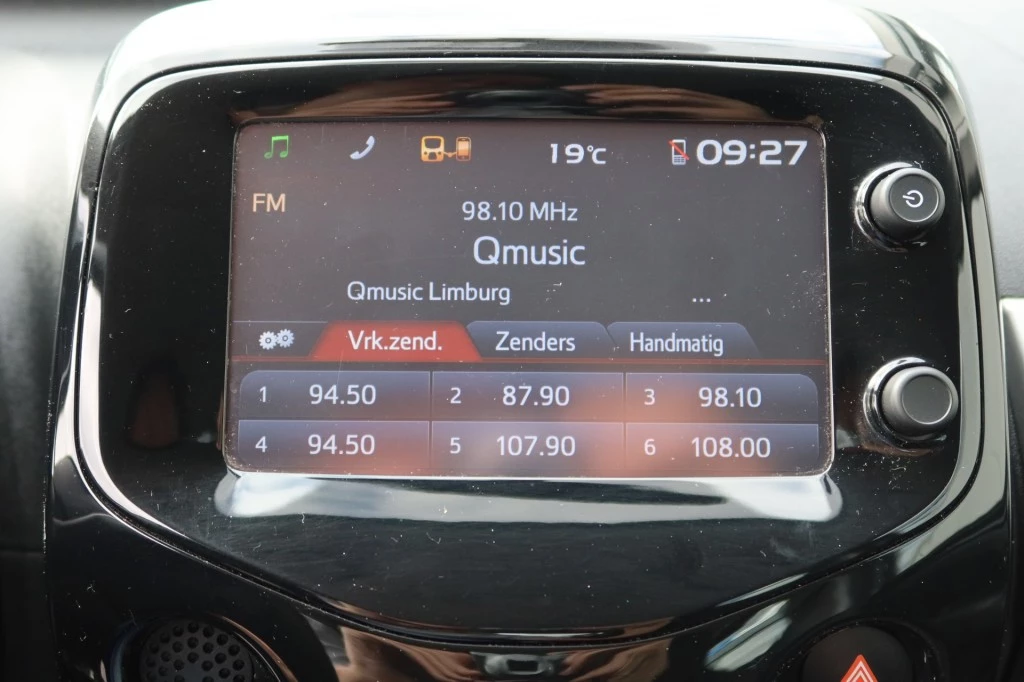 19°C 09:27
FM
98.10 MHz
Qmusic
Qmusic Limburg ...
Vrk.zend. Zenders Handmatig
1 94.50 2 87.90 3 98.10
4 94.50 5 107.90 6 108.00